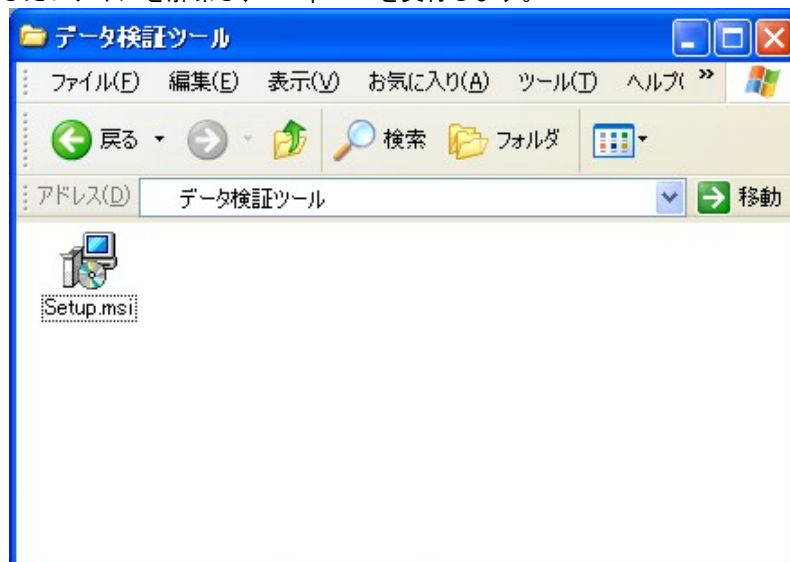 データ検証ツール
ファイル(F) 編集(E) 表示(V) お気に入り(A) ツール(T) ヘルプ( »
戻る 検索 フォルダ
アドレス(D) データ検証ツール 移動
Setup.msi